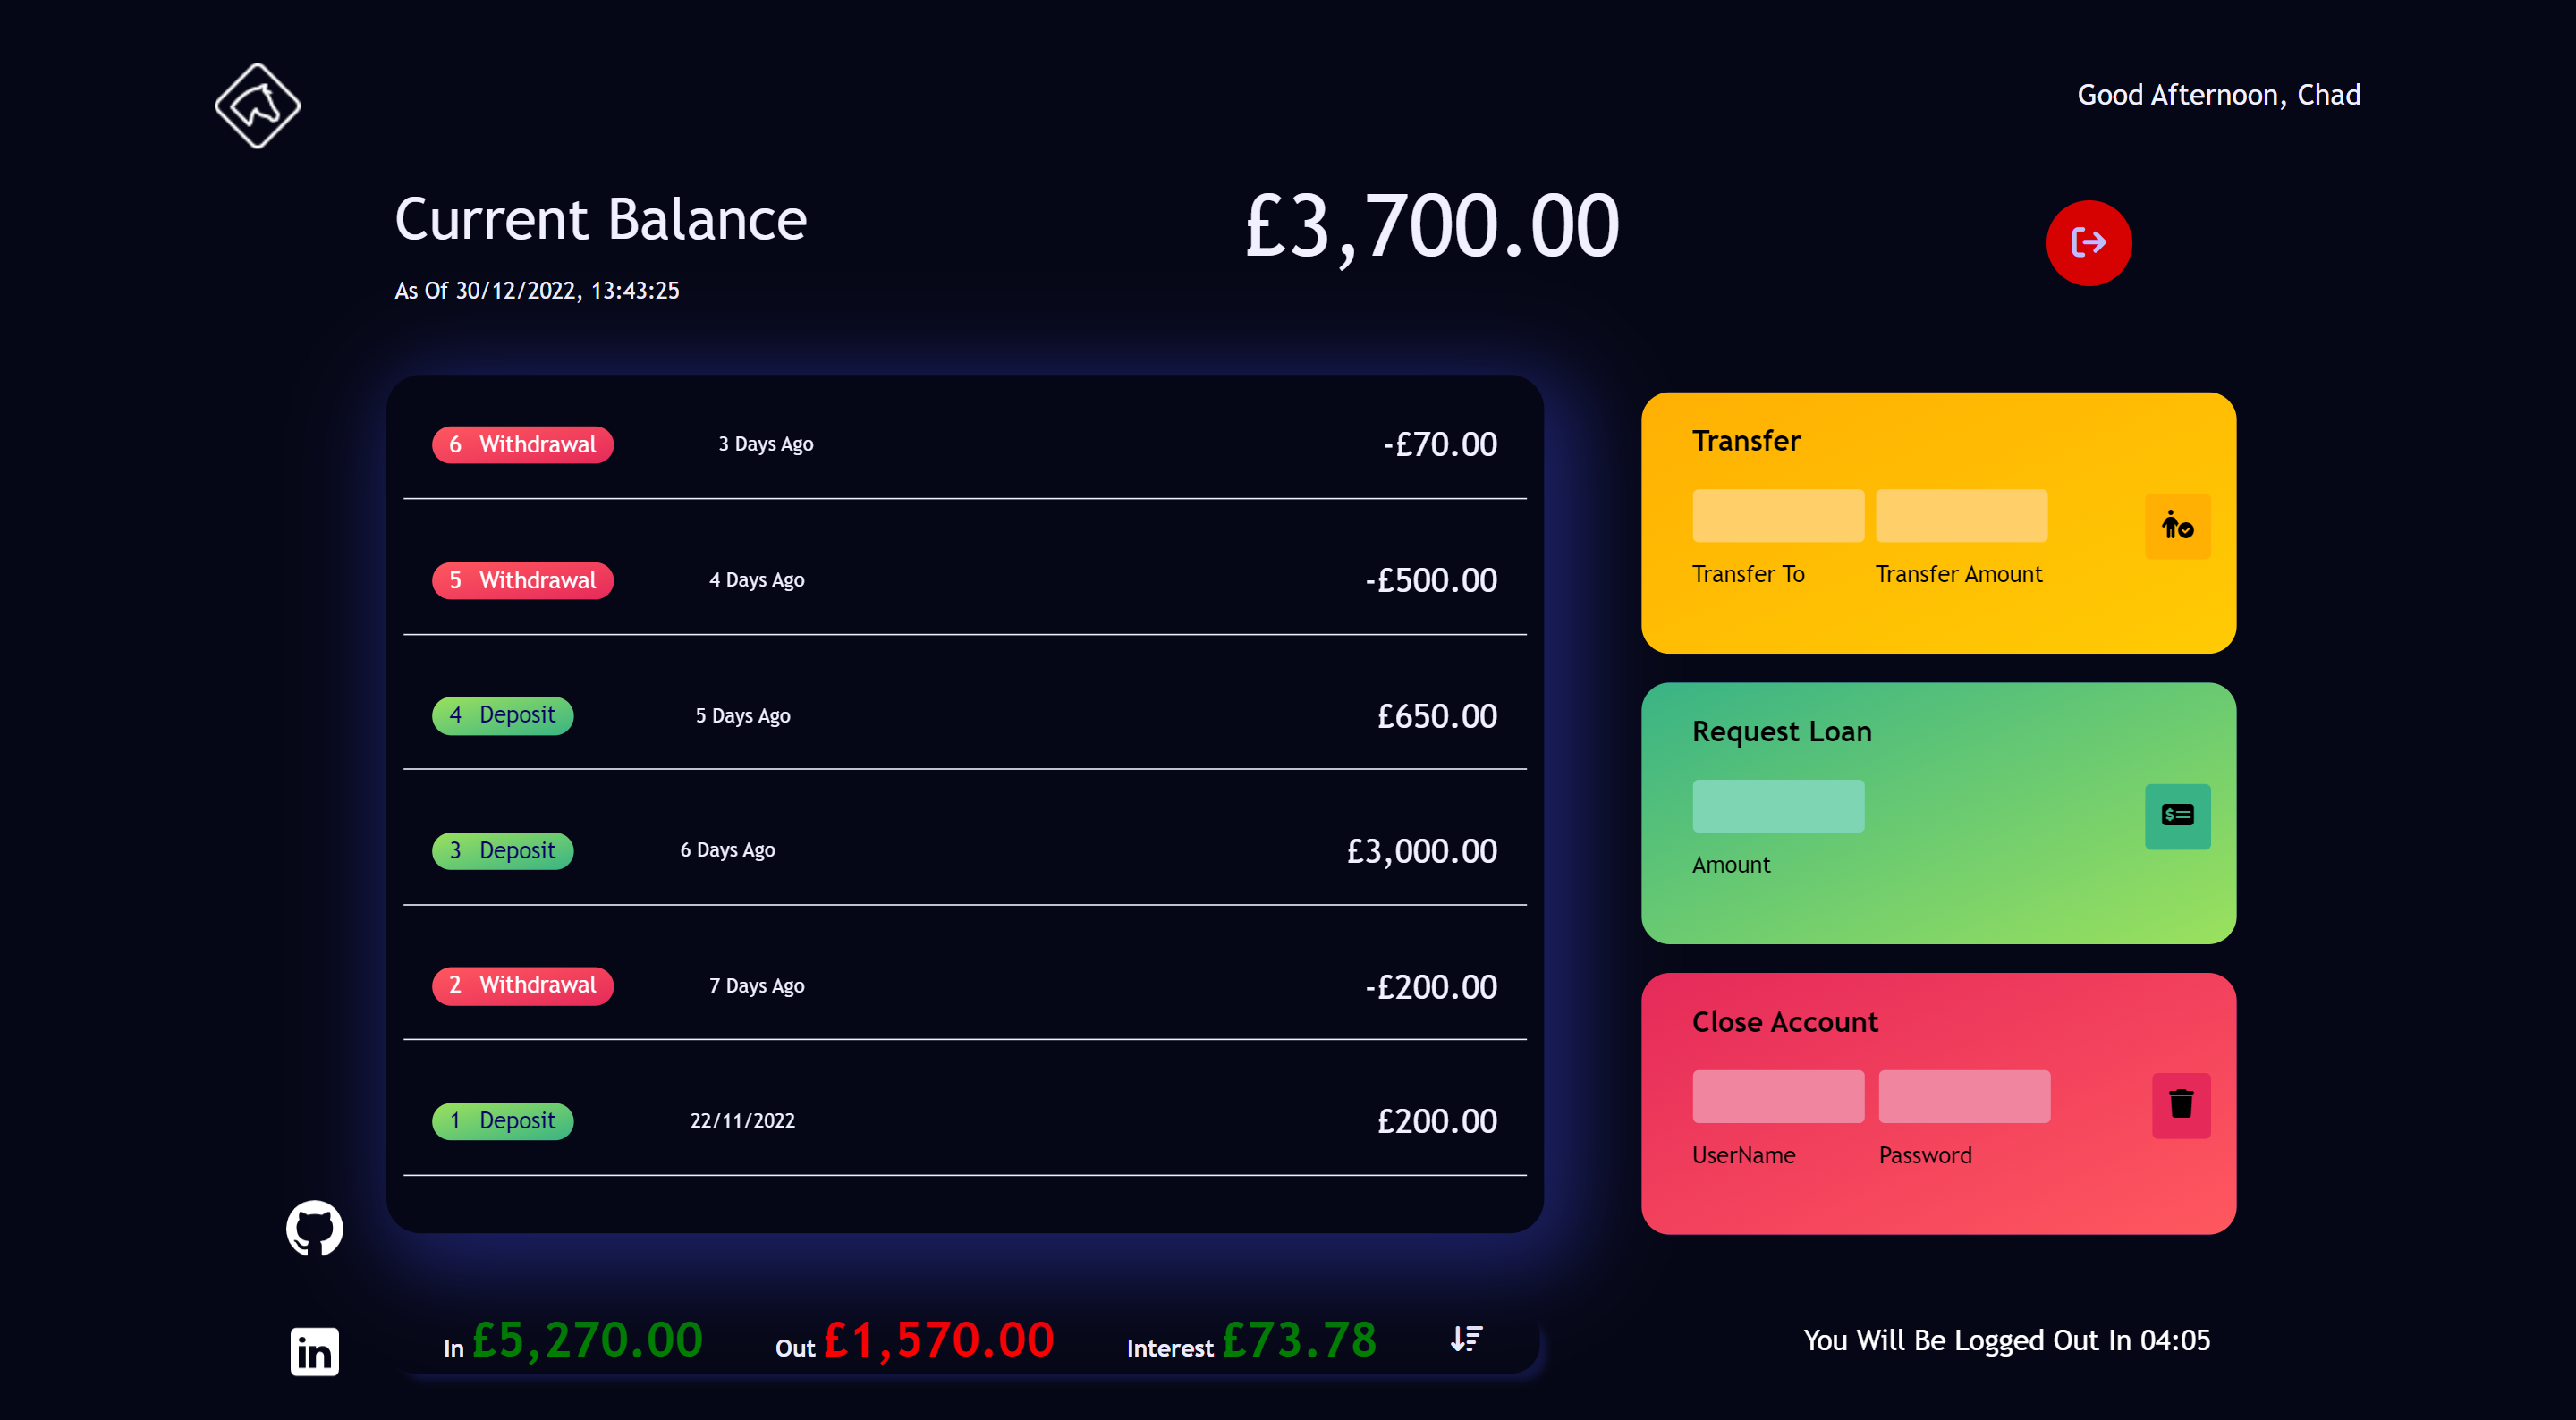 Good Afternoon, Chad
Current Balance
£3,700.00
As Of 30/12/2022, 13:43:25
6 Withdrawal 3 Days Ago -£70.00
5 Withdrawal 4 Days Ago -£500.00
4 Deposit 5 Days Ago £650.00
3 Deposit 6 Days Ago £3,000.00
2 Withdrawal 7 Days Ago -£200.00
1 Deposit 22/11/2022 £200.00
Transfer
Transfer To Transfer Amount
Request Loan
$
Amount
Close Account
UserName Password
in
In £5,270.00 Out £1,570.00 Interest £73.78
You Will Be Logged Out In 04:05